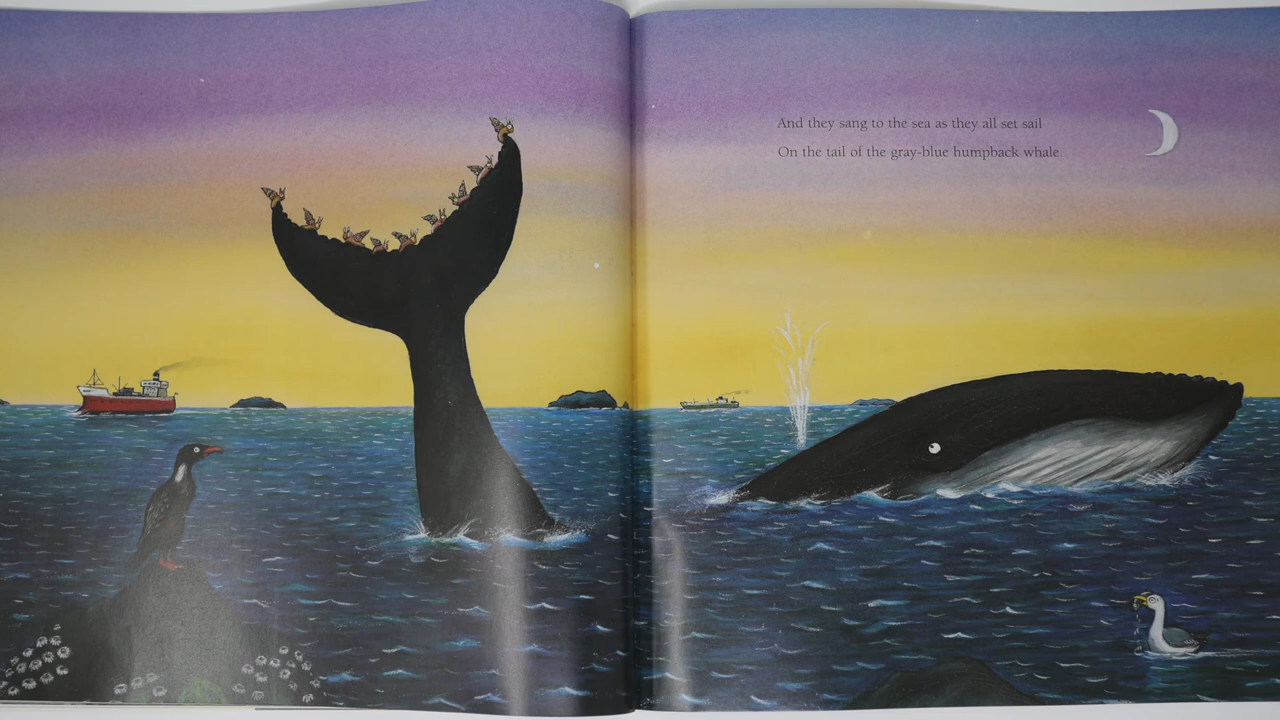 And they sang to the sea as they all set sail
On the tail of the gray-blue humpback whale.